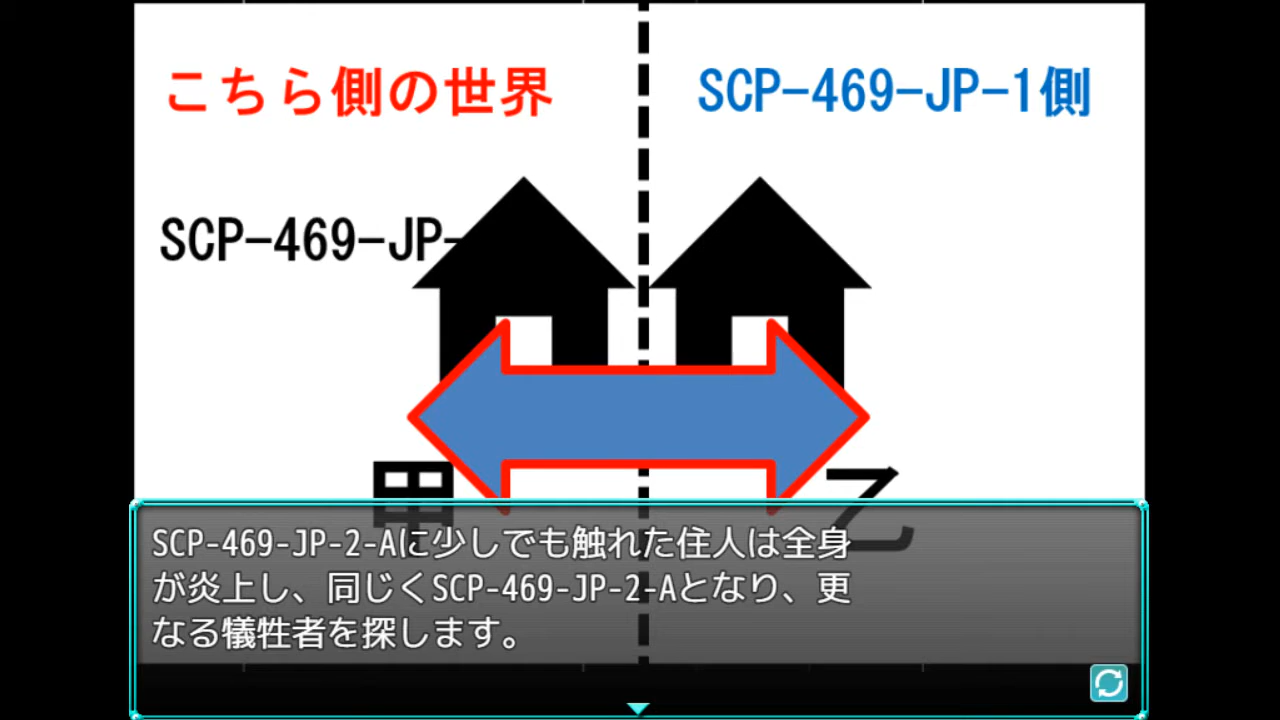 こちら側の世界
SCP-469-JP-1側
SCP-469-JP-
甲
乙
SCP-469-JP-2-Aに少しでも触れた住人は全身
が炎上し、同じくSCP-469-JP-2-Aとなり、更
なる犠牲者を探します。